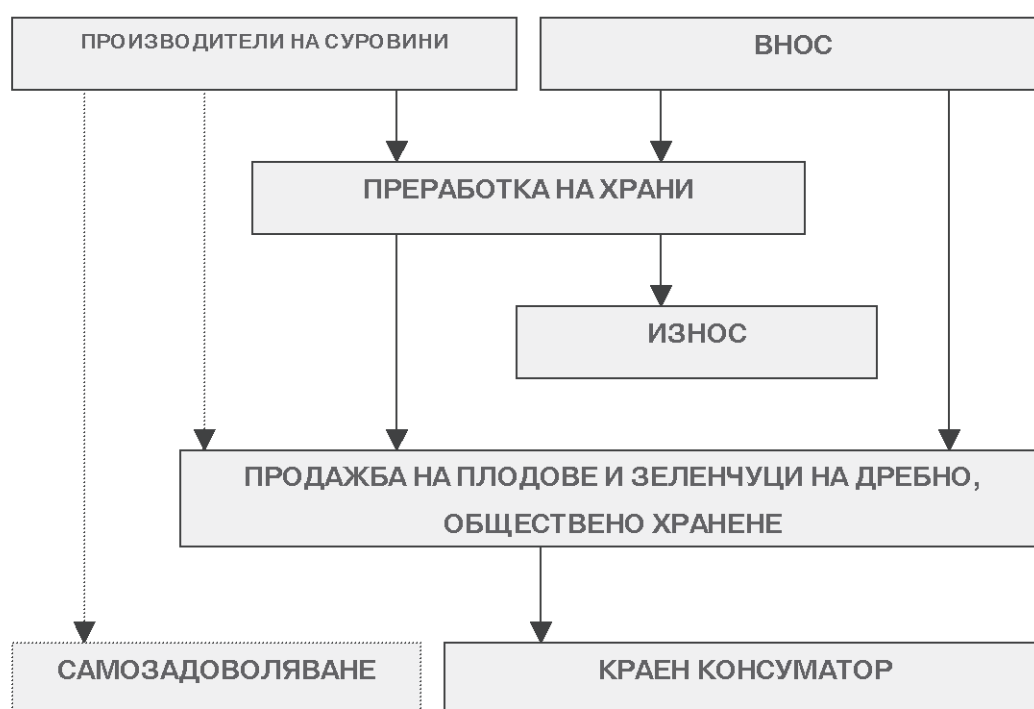 ПРОИЗВОДИТЕЛИ НА СУРОВИНИ
ВНОС
ПРЕРАБОТКА НА ХРАНИ
ИЗНОС
ПРОДАЖБА НА ПЛОДОВЕ И ЗЕЛЕНЧУЦИ НА ДРЕБНО,
ОБЩЕСТВЕНО ХРАНЕНЕ
САМОЗАДОВОЛЯВАНЕ
КРАЕН КОНСУМАТОР